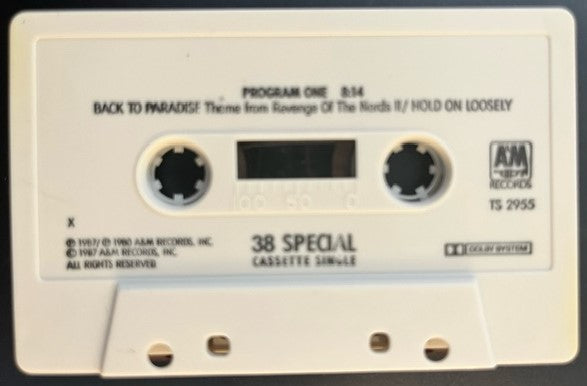 PROGRAM ONE 8:14
BACK TO PARADISE Theme from Revenge Of The Nerds II/ HOLD ON LOOSELY
A&M
RECORDS
TS 2955
X
℗ 1987/ ℗ 1980 A&M RECORDS, INC.
© 1987 A&M RECORDS, INC.
ALL RIGHTS RESERVED
38 SPECIAL
CASSETTE SINGLE
DOLBY SYSTEM